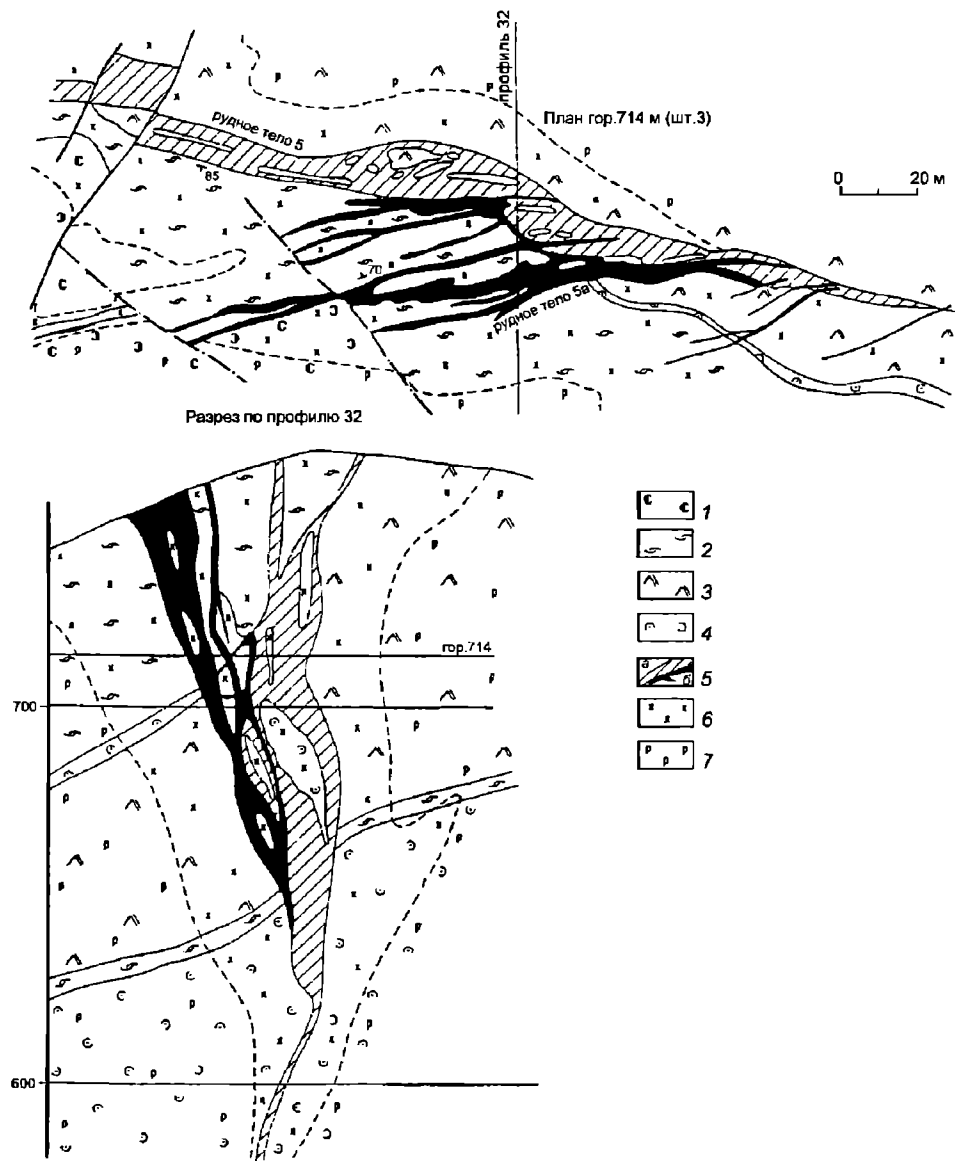 профиль 32
План гор.714 м (шт.3)
рудное тело 5
85
0 20 м
70
рудное тело 5в
Разрез по профилю 32
гор.714
700
600
1
2
3
4
а б 5
6
7